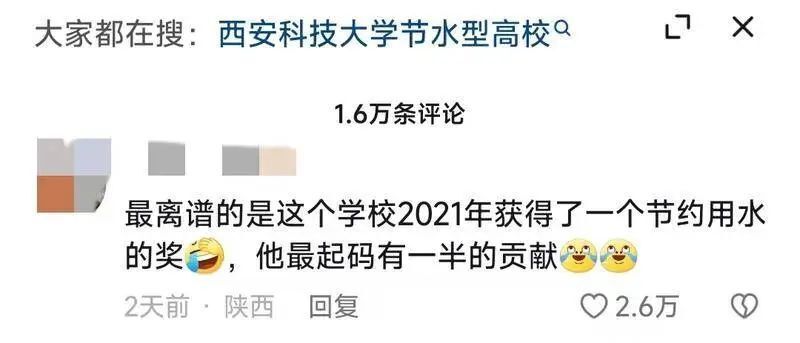 大家都在搜：西安科技大学节水型高校
1.6万条评论
最离谱的是这个学校2021年获得了一个节约用水
的奖🤣，他最起码有一半的贡献😂😂
2天前 · 陕西 回复 2.6万